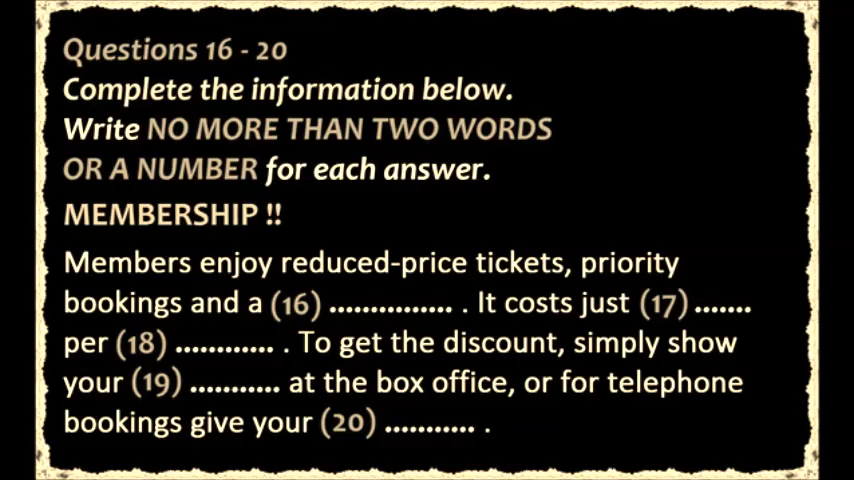 Questions 16 - 20
Complete the information below.
Write NO MORE THAN TWO WORDS
OR A NUMBER for each answer.
MEMBERSHIP !!
Members enjoy reduced-price tickets, priority
bookings and a (16) ............... . It costs just (17) .......
per (18) ............ . To get the discount, simply show
your (19) ........... at the box office, or for telephone
bookings give your (20) ........... .